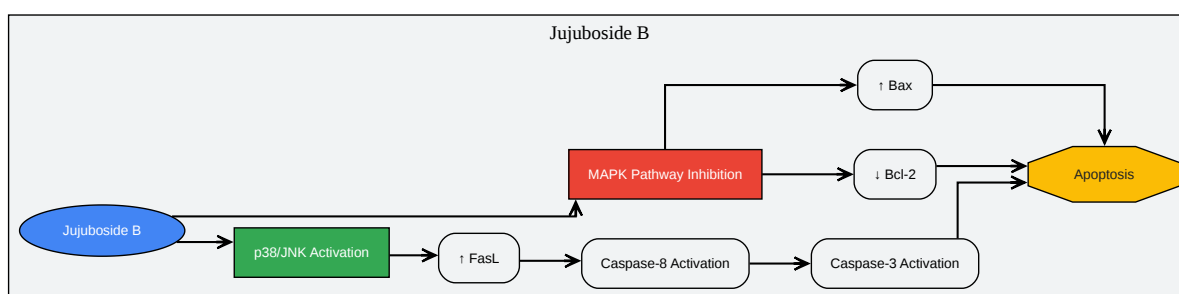 Jujuboside B
↑ Bax
MAPK Pathway Inhibition
↓ Bcl-2
Apoptosis
Jujuboside B
p38/JNK Activation
↑ FasL
Caspase-8 Activation
Caspase-3 Activation